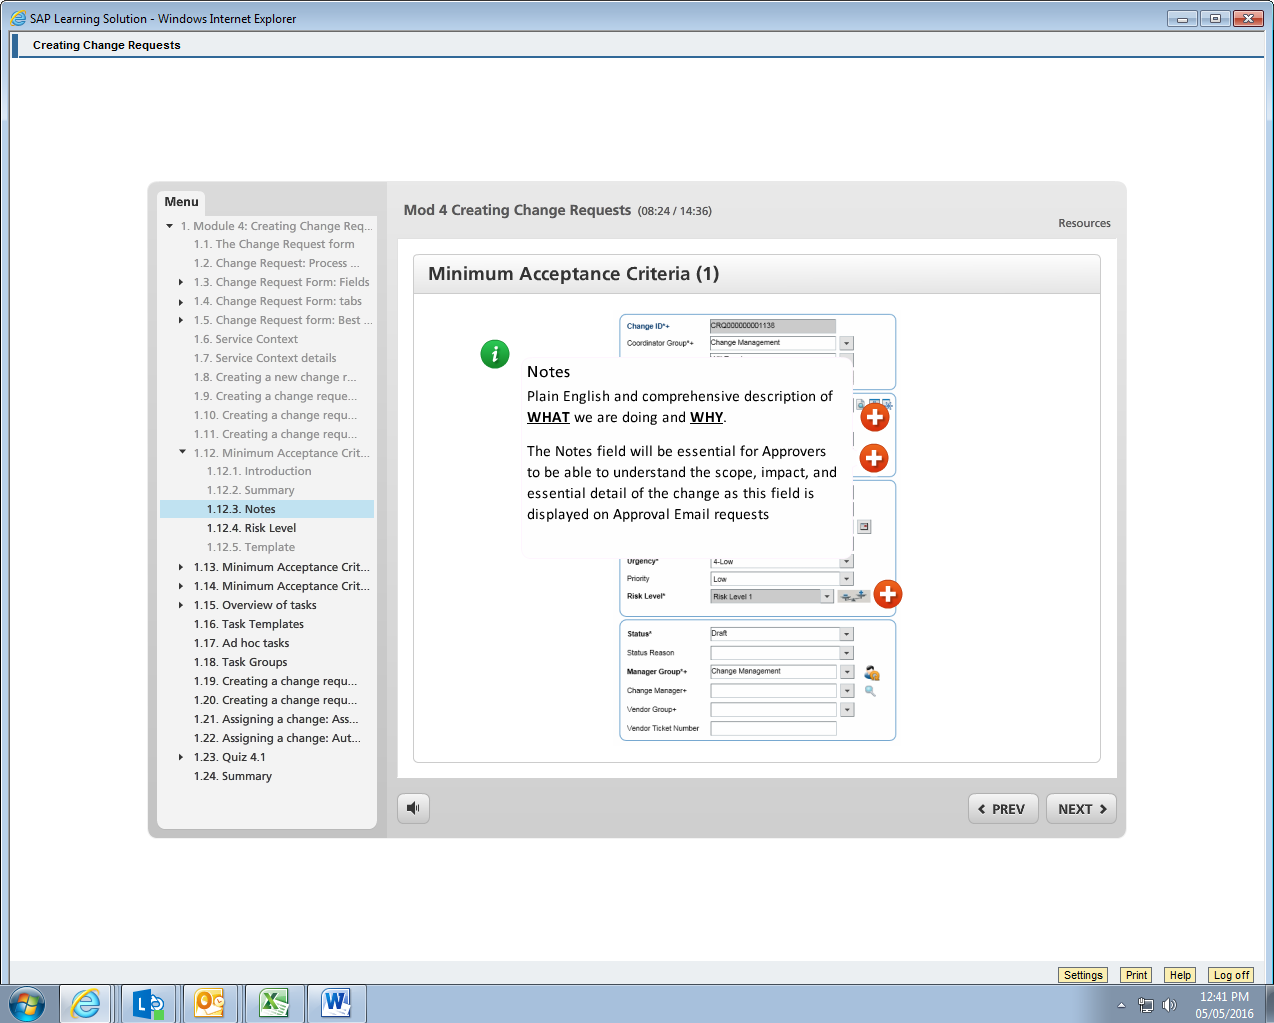 SAP Learning Solution - Windows Internet Explorer
Creating Change Requests
Menu
1. Module 4: Creating Change Req...
1.1. The Change Request form
1.2. Change Request: Process ...
1.3. Change Request Form: Fields
1.4. Change Request Form: tabs
1.5. Change Request form: Best ...
1.6. Service Context
1.7. Service Context details
1.8. Creating a new change r...
1.9. Creating a change reque...
1.10. Creating a change requ...
1.11. Creating a change requ...
1.12. Minimum Acceptance Crit...
1.12.1. Introduction
1.12.2. Summary
1.12.3. Notes
1.12.4. Risk Level
1.12.5. Template
1.13. Minimum Acceptance Crit...
1.14. Minimum Acceptance Crit...
1.15. Overview of tasks
1.16. Task Templates
1.17. Ad hoc tasks
1.18. Task Groups
1.19. Creating a change requ...
1.20. Creating a change requ...
1.21. Assigning a change: Ass...
1.22. Assigning a change: Aut...
1.23. Quiz 4.1
1.24. Summary
Mod 4 Creating Change Requests (08:24 / 14:36)
Resources
Minimum Acceptance Criteria (1)
Change ID*+ CRQ000000001138
Coordinator Group*+ Change Management
Notes
Plain English and comprehensive description of
WHAT we are doing and WHY.
The Notes field will be essential for Approvers
to be able to understand the scope, impact, and
essential detail of the change as this field is
displayed on Approval Email requests
Urgency* 4-Low
Priority Low
Risk Level* Risk Level 1
Status* Draft
Status Reason
Manager Group*+ Change Management
Change Manager+
Vendor Group+
Vendor Ticket Number
PREV NEXT
Settings Print Help Log off
12:41 PM
05/05/2016